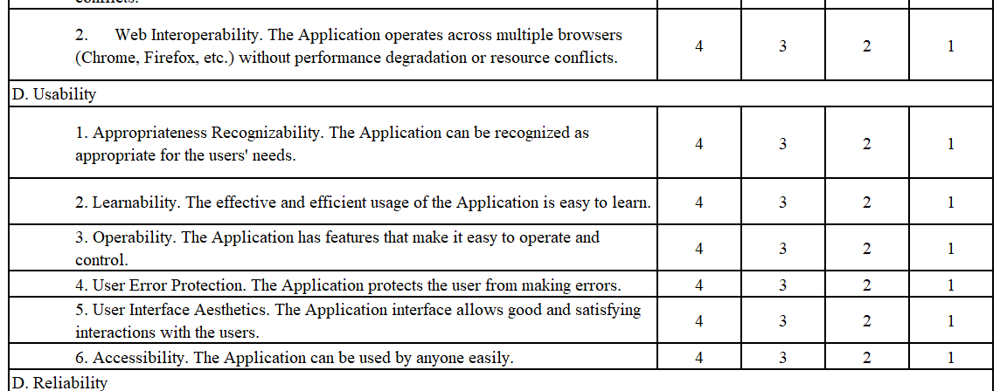 conflicts.
2. Web Interoperability. The Application operates across multiple browsers
(Chrome, Firefox, etc.) without performance degradation or resource conflicts.
4 3 2 1
D. Usability
1. Appropriateness Recognizability. The Application can be recognized as
appropriate for the users' needs.
4 3 2 1
2. Learnability. The effective and efficient usage of the Application is easy to learn.
4 3 2 1
3. Operability. The Application has features that make it easy to operate and
control.
4 3 2 1
4. User Error Protection. The Application protects the user from making errors.
4 3 2 1
5. User Interface Aesthetics. The Application interface allows good and satisfying
interactions with the users.
4 3 2 1
6. Accessibility. The Application can be used by anyone easily.
4 3 2 1
D. Reliability